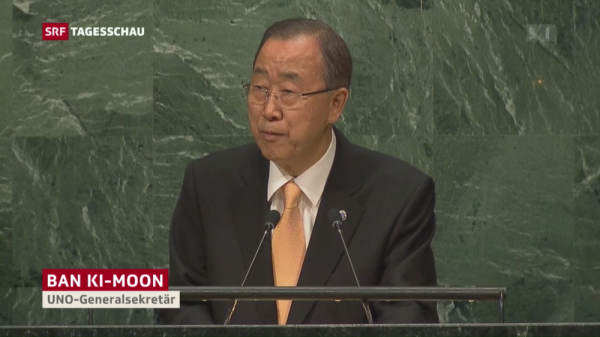 SRF TAGESSCHAU
BAN KI-MOON
UNO-Generalsekretär